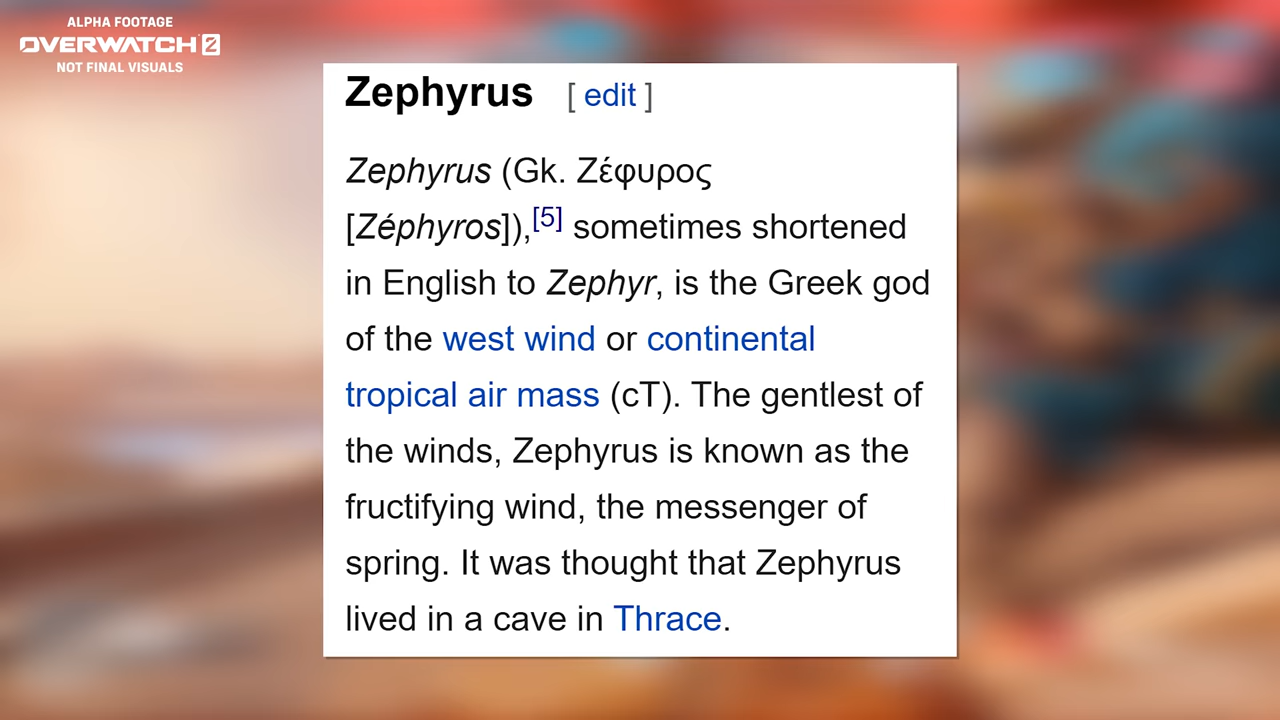 ALPHA FOOTAGE
OVERWATCH 2
NOT FINAL VISUALS
Zephyrus [ edit ]
Zephyrus (Gk. Ζέφυρος
[Zéphyros]),[5] sometimes shortened
in English to Zephyr, is the Greek god
of the west wind or continental
tropical air mass (cT). The gentlest of
the winds, Zephyrus is known as the
fructifying wind, the messenger of
spring. It was thought that Zephyrus
lived in a cave in Thrace.